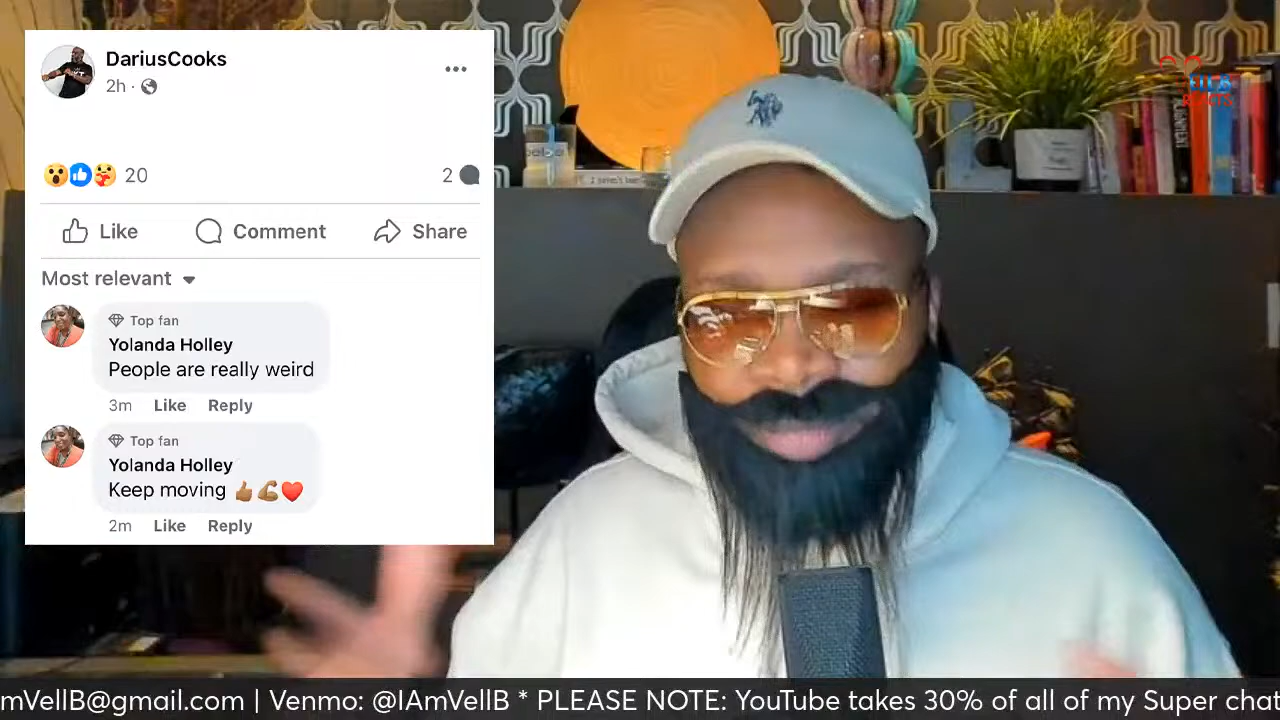 DariusCooks
2h
20
2
Like
Comment
Share
Most relevant
Top fan
Yolanda Holley
People are really weird
3m Like Reply
Top fan
Yolanda Holley
Keep moving 👍🏽💪🏽❤️
2m Like Reply
mVellB@gmail.com | Venmo: @IAmVellB * PLEASE NOTE: YouTube takes 30% of all of my Super chat